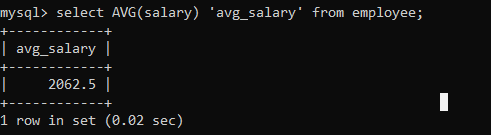 mysql> select AVG(salary) 'avg_salary' from employee;
+------------+
| avg_salary |
+------------+
|     2062.5 |
+------------+
1 row in set (0.02 sec)